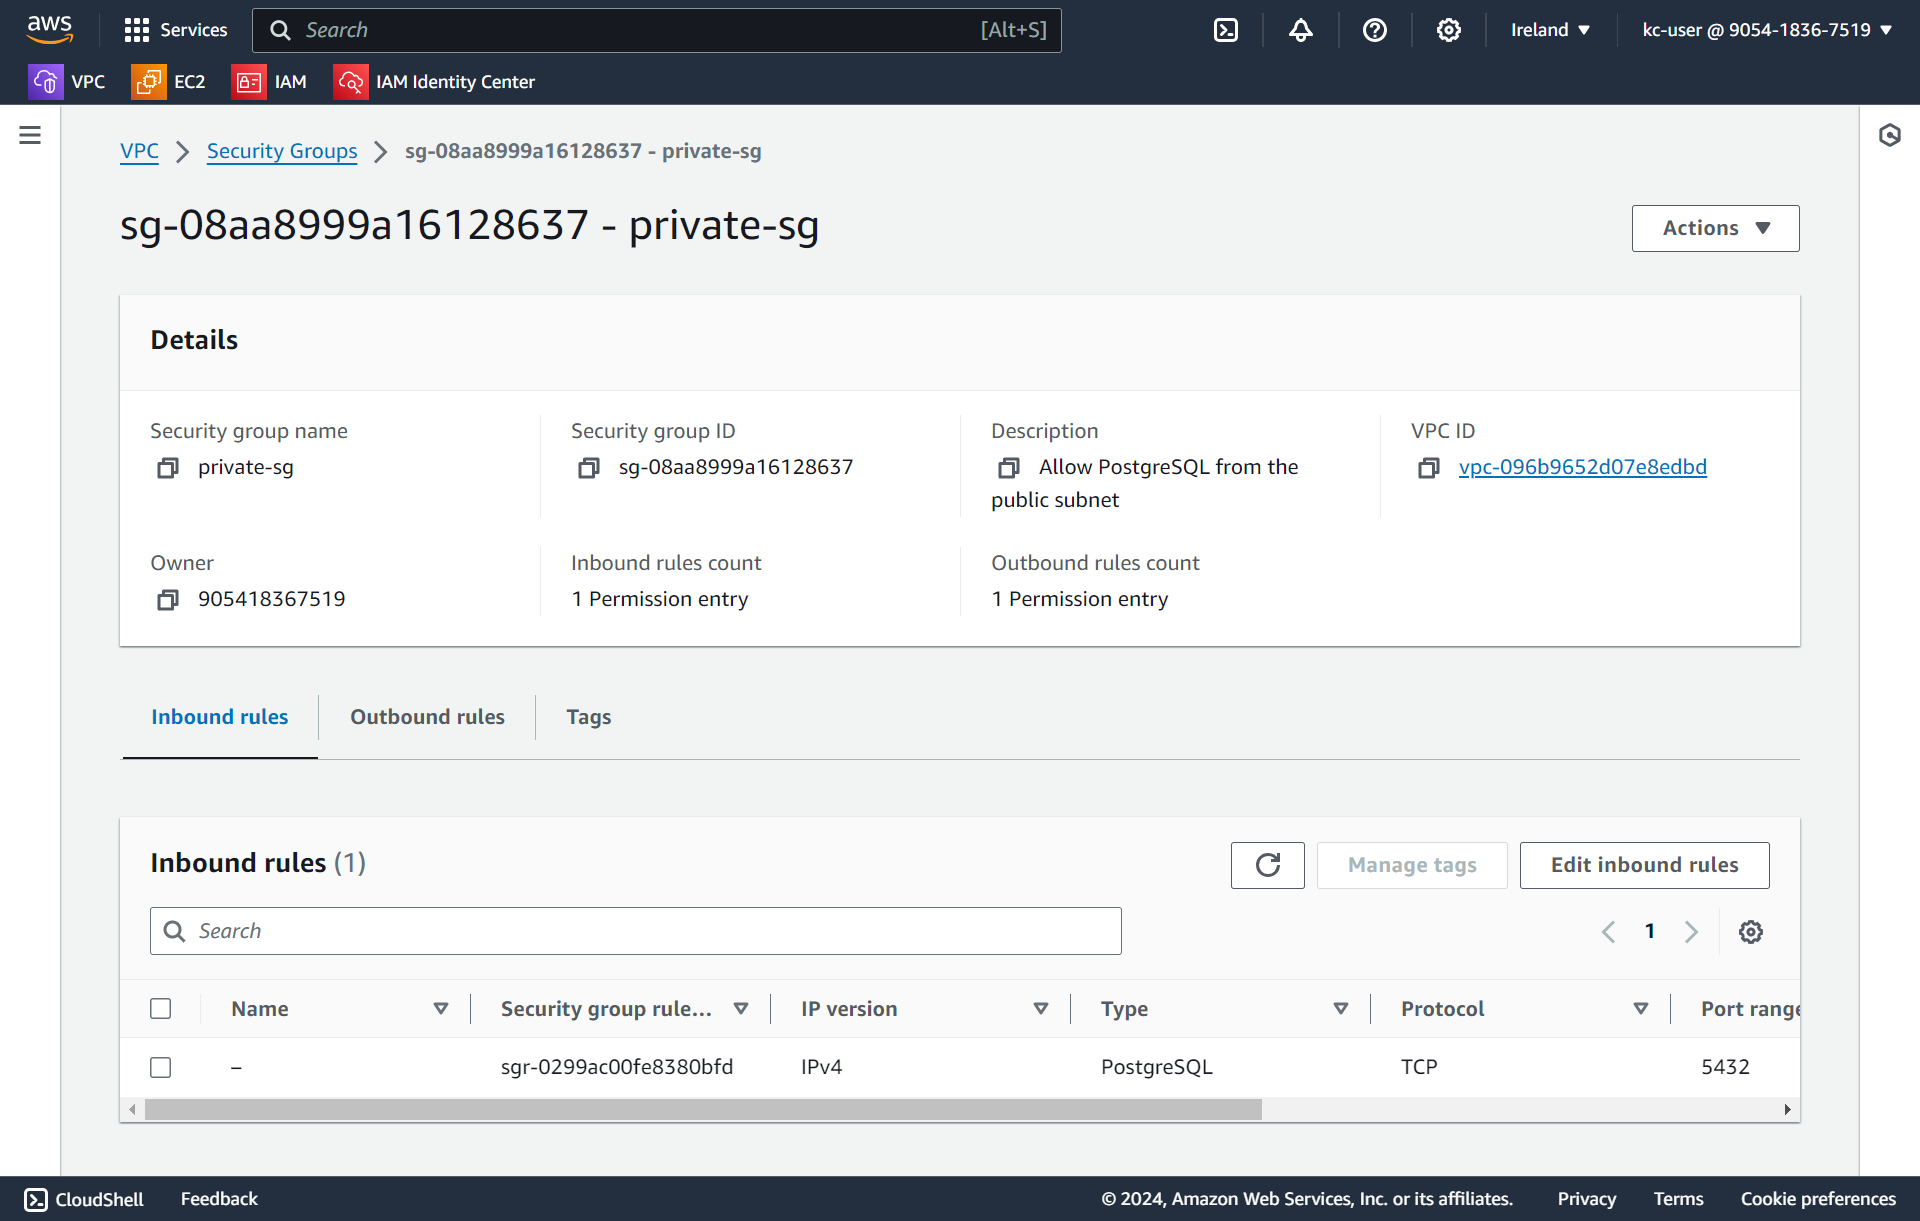 aws
Services
Search
[Alt+S]
Ireland
kc-user @ 9054-1836-7519
VPC
EC2
IAM
IAM Identity Center
VPC
Security Groups
sg-08aa8999a16128637 - private-sg
sg-08aa8999a16128637 - private-sg
Actions
Details
Security group name
private-sg
Security group ID
sg-08aa8999a16128637
Description
Allow PostgreSQL from the
public subnet
VPC ID
vpc-096b9652d07e8edbd
Owner
905418367519
Inbound rules count
1 Permission entry
Outbound rules count
1 Permission entry
Inbound rules
Outbound rules
Tags
Inbound rules (1)
Manage tags
Edit inbound rules
Search
1
Name
Security group rule...
IP version
Type
Protocol
Port range
–
sgr-0299ac00fe8380bfd
IPv4
PostgreSQL
TCP
5432
CloudShell
Feedback
© 2024, Amazon Web Services, Inc. or its affiliates.
Privacy
Terms
Cookie preferences